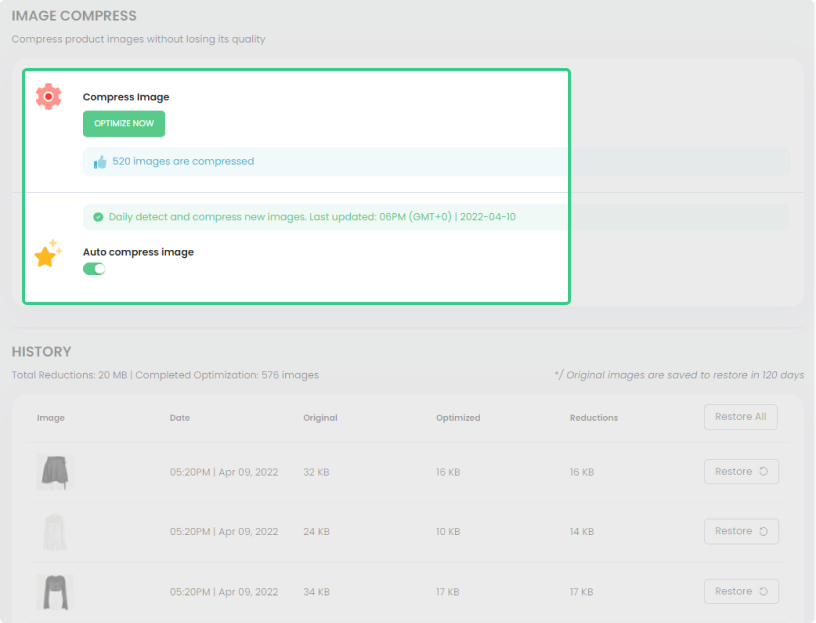 IMAGE COMPRESS
Compress product images without losing its quality
Compress Image
OPTIMIZE NOW
520 images are compressed
Daily detect and compress new images. Last updated: 06PM (GMT+0) | 2022-04-10
Auto compress image
HISTORY
Total Reductions: 20 MB | Completed Optimization: 576 images
*/ Original images are saved to restore in 120 days
Image Date Original Optimized Reductions Restore All
05:20PM | Apr 09, 2022 32 KB 16 KB 16 KB Restore
05:20PM | Apr 09, 2022 24 KB 10 KB 14 KB Restore
05:20PM | Apr 09, 2022 34 KB 17 KB 17 KB Restore